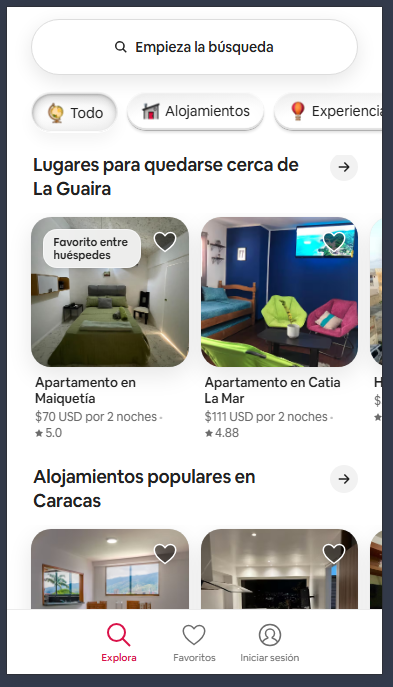 Empieza la búsqueda
Todo
Alojamientos
Experiencia
Lugares para quedarse cerca de
La Guaira
Favorito entre
huéspedes
Apartamento en
Maiquetía
$70 USD por 2 noches ·
★ 5.0
Apartamento en Catia
La Mar
$111 USD por 2 noches ·
★ 4.88
H
$
★
Alojamientos populares en
Caracas
Explora
Favoritos
Iniciar sesión